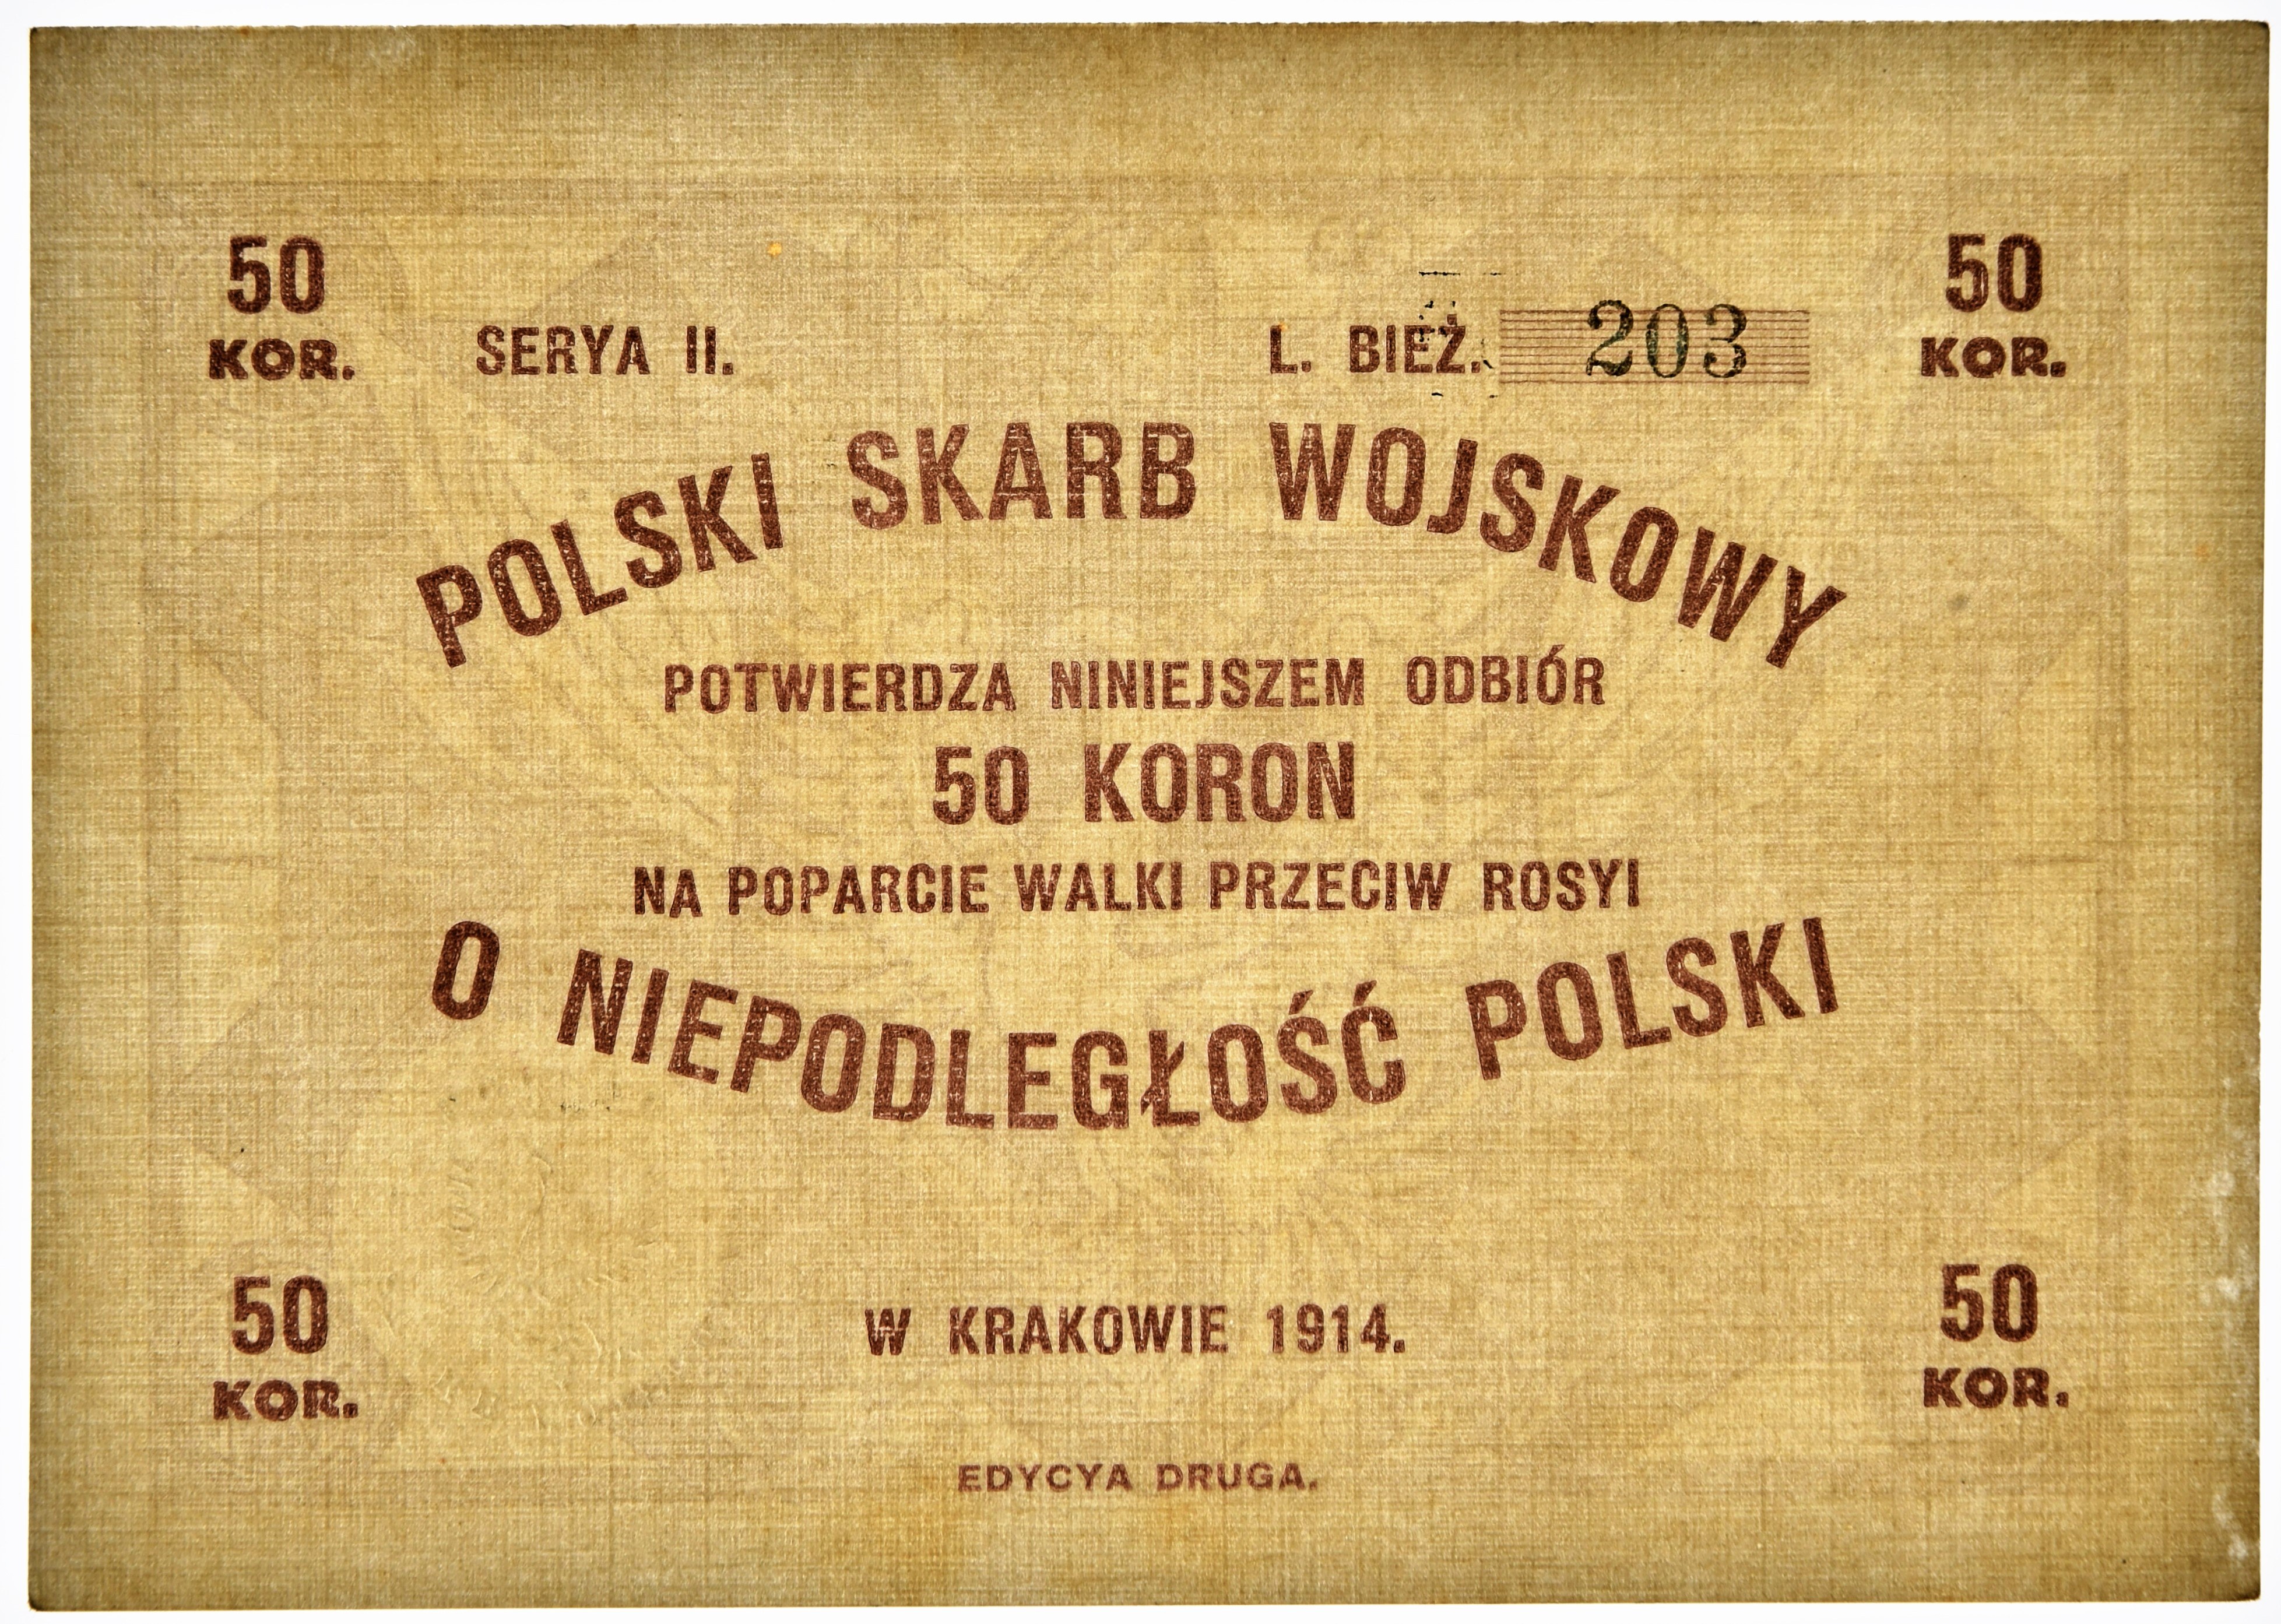 50 KOR.
50 KOR.
SERYA II.
L. BIEŻ. 203
POLSKI SKARB WOJSKOWY
POTWIERDZA NINIEJSZEM ODBIÓR
50 KORON
NA POPARCIE WALKI PRZECIW ROSYI
O NIEPODLEGŁOŚĆ POLSKI
50 KOR.
W KRAKOWIE 1914.
50 KOR.
EDYCYA DRUGA.